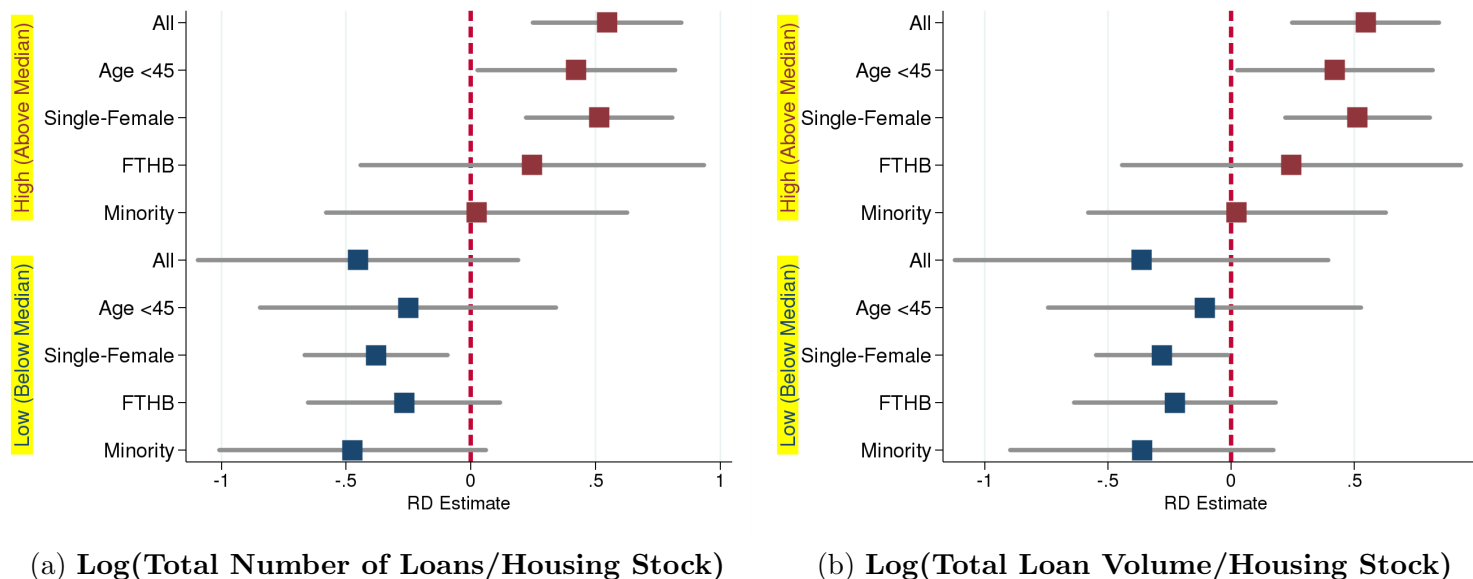 High (Above Median)
All
Age <45
Single-Female
FTHB
Minority
Low (Below Median)
All
Age <45
Single-Female
FTHB
Minority
-1 -.5 0 .5 1
RD Estimate
(a) Log(Total Number of Loans/Housing Stock)
High (Above Median)
All
Age <45
Single-Female
FTHB
Minority
Low (Below Median)
All
Age <45
Single-Female
FTHB
Minority
-1 -.5 0 .5
RD Estimate
(b) Log(Total Loan Volume/Housing Stock)